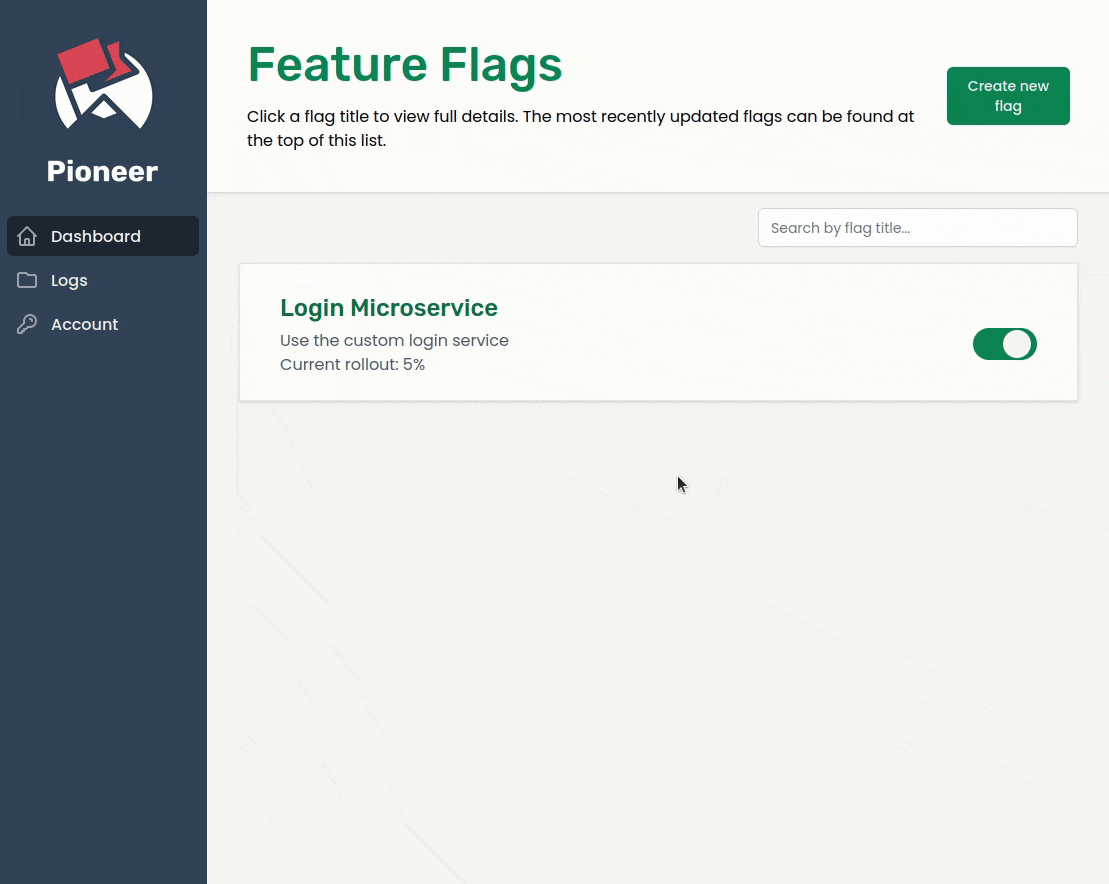 Pioneer
Dashboard
Logs
Account
Feature Flags
Click a flag title to view full details. The most recently updated flags can be found at
the top of this list.
Create new
flag
Search by flag title...
Login Microservice
Use the custom login service
Current rollout: 5%